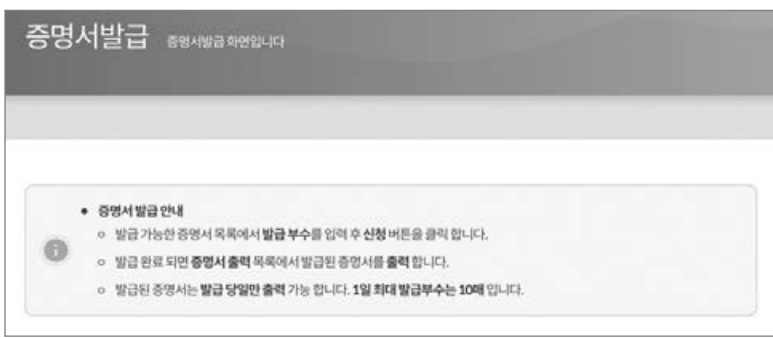 증명서발급 증명서발급 화면입니다
• 증명서 발급 안내
○ 발급 가능한 증명서 목록에서 발급 부수를 입력 후 신청 버튼을 클릭 합니다.
○ 발급 완료 되면 증명서 출력 목록에서 발급된 증명서를 출력 합니다.
○ 발급된 증명서는 발급 당일만 출력 가능 합니다. 1일 최대 발급부수는 10매 입니다.